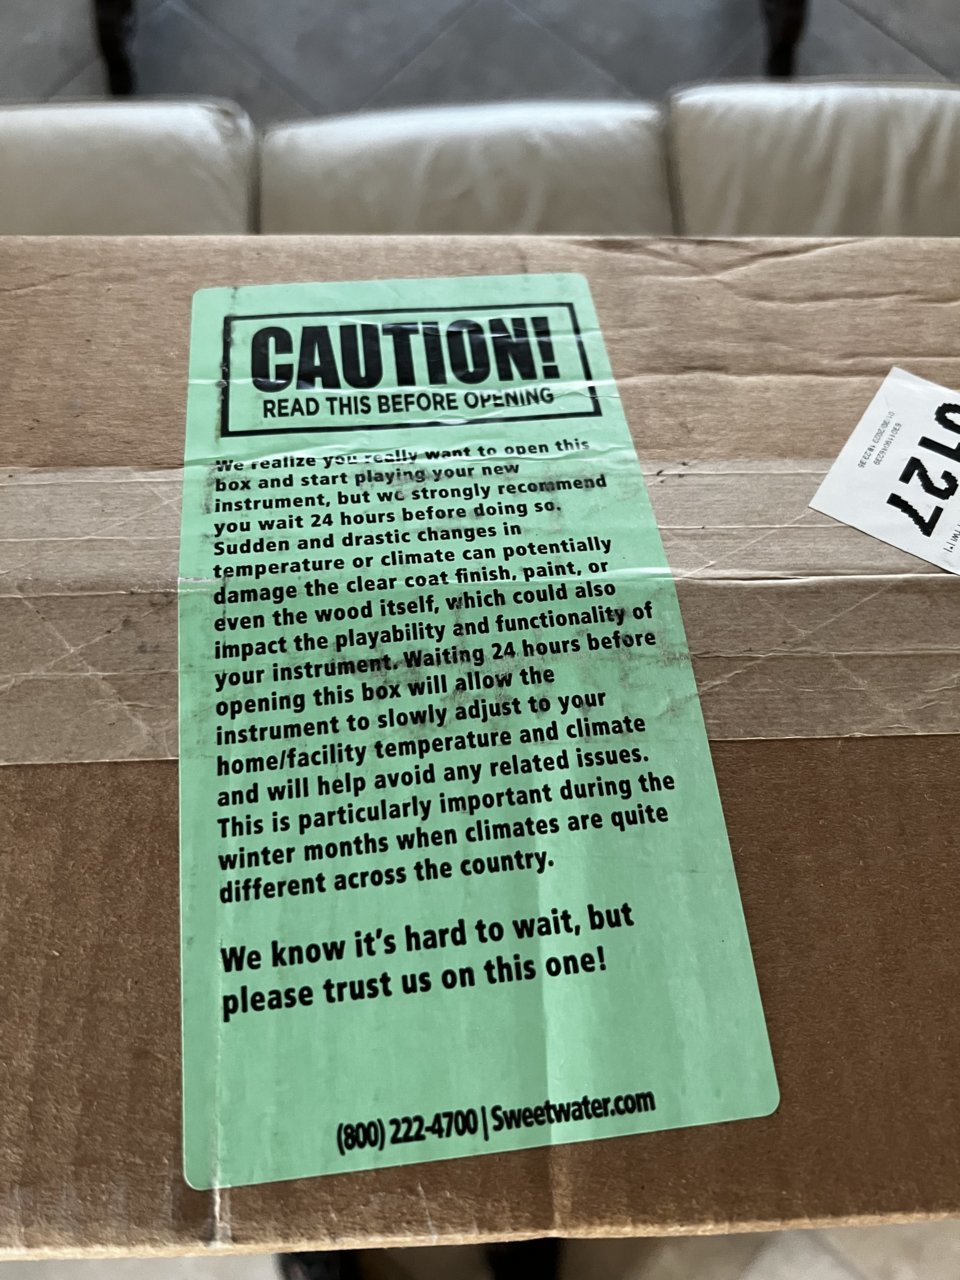 CAUTION!
READ THIS BEFORE OPENING
We realize you really want to open this
box and start playing your new
instrument, but we strongly recommend
you wait 24 hours before doing so.
Sudden and drastic changes in
temperature or climate can potentially
damage the clear coat finish, paint, or
even the wood itself, which could also
impact the playability and functionality of
your instrument. Waiting 24 hours before
opening this box will allow the
instrument to slowly adjust to your
home/facility temperature and climate
and will help avoid any related issues.
This is particularly important during the
winter months when climates are quite
different across the country.
We know it's hard to wait, but
please trust us on this one!
(800) 222-4700 | Sweetwater.com